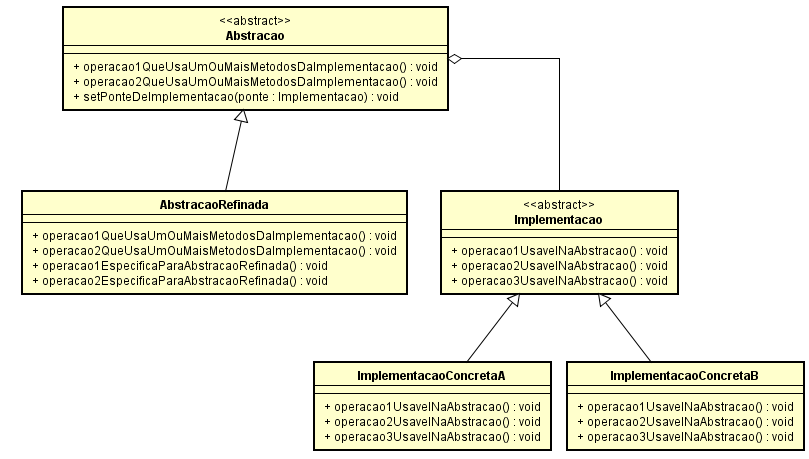 <<abstract>>
Abstracao
+ operacao1QueUsaUmOuMaisMetodosDaImplementacao() : void
+ operacao2QueUsaUmOuMaisMetodosDaImplementacao() : void
+ setPonteDeImplementacao(ponte : Implementacao) : void
AbstracaoRefinada
+ operacao1QueUsaUmOuMaisMetodosDaImplementacao() : void
+ operacao2QueUsaUmOuMaisMetodosDaImplementacao() : void
+ operacao1EspecificaParaAbstracaoRefinada() : void
+ operacao2EspecificaParaAbstracaoRefinada() : void
<<abstract>>
Implementacao
+ operacao1UsavelNaAbstracao() : void
+ operacao2UsavelNaAbstracao() : void
+ operacao3UsavelNaAbstracao() : void
ImplementacaoConcretaA
+ operacao1UsavelNaAbstracao() : void
+ operacao2UsavelNaAbstracao() : void
+ operacao3UsavelNaAbstracao() : void
ImplementacaoConcretaB
+ operacao1UsavelNaAbstracao() : void
+ operacao2UsavelNaAbstracao() : void
+ operacao3UsavelNaAbstracao() : void